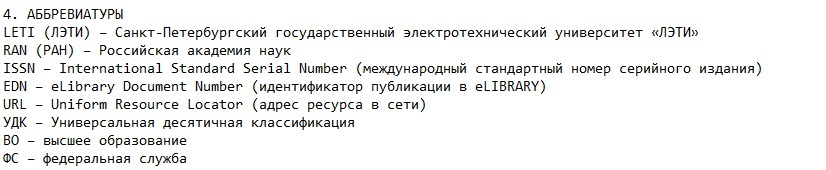 4. АББРЕВИАТУРЫ
LETI (ЛЭТИ) – Санкт-Петербургский государственный электротехнический университет «ЛЭТИ»
RAN (РАН) – Российская академия наук
ISSN – International Standard Serial Number (международный стандартный номер серийного издания)
EDN – eLibrary Document Number (идентификатор публикации в eLIBRARY)
URL – Uniform Resource Locator (адрес ресурса в сети)
УДК – Универсальная десятичная классификация
ВО – высшее образование
ФС – федеральная служба